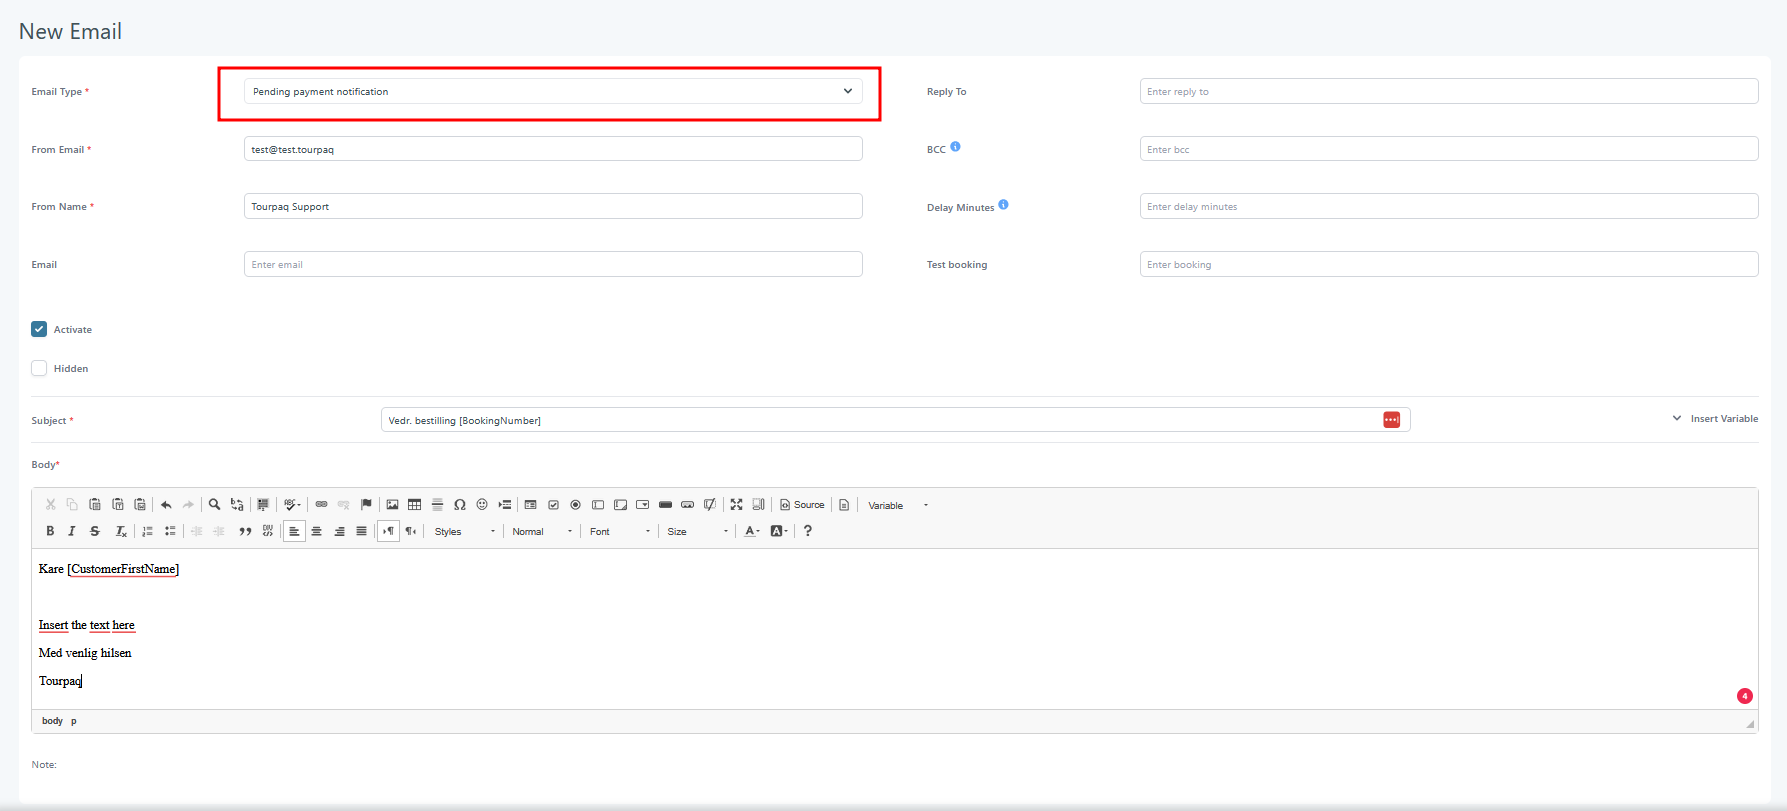 New Email
Email Type *
Pending payment notification
Reply To
Enter reply to
From Email *
test@test.tourpaq
BCC
Enter bcc
From Name *
Tourpaq Support
Delay Minutes
Enter delay minutes
Email
Enter email
Test booking
Enter booking
Activate
Hidden
Subject *
Vedr. bestilling [BookingNumber]
Insert Variable
Body*
Source
Variable
B I S
Styles
Normal
Font
Size
A
A
?
Kare [CustomerFirstName]
Insert the text here
Med venlig hilsen
Tourpaq
4
body p
Note: